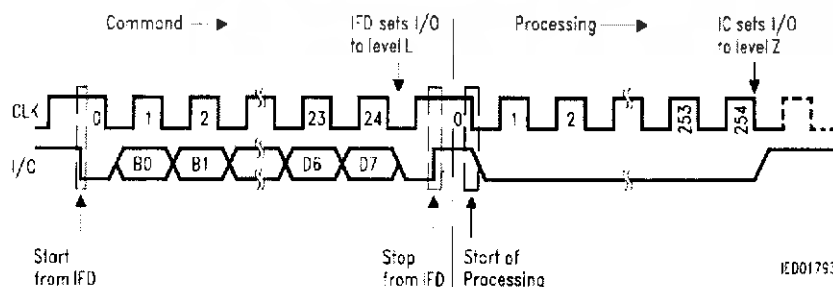 Command
IFD sets I/O
to level L
Processing
IC sets I/O
to level Z
CLK
0
1
2
23
24
0
1
2
253
254
I/O
B0
B1
D6
D7
Start
from IFD
Stop
from IFD
Start of
Processing
IED01793